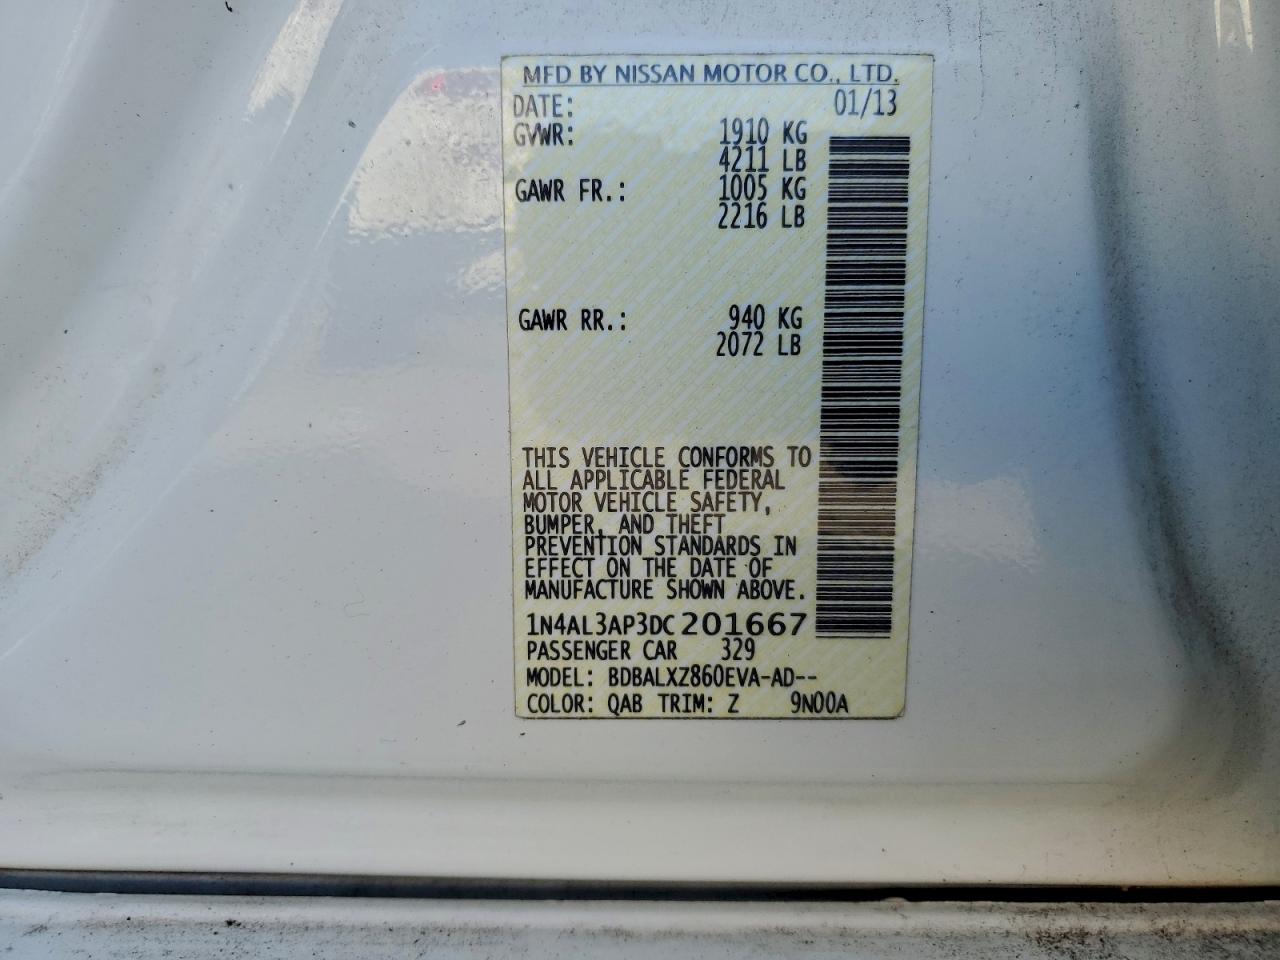 MFD BY NISSAN MOTOR CO., LTD.
DATE: 01/13
GVWR: 1910 KG
4211 LB
GAWR FR.: 1005 KG
2216 LB
GAWR RR.: 940 KG
2072 LB
THIS VEHICLE CONFORMS TO
ALL APPLICABLE FEDERAL
MOTOR VEHICLE SAFETY,
BUMPER, AND THEFT
PREVENTION STANDARDS IN
EFFECT ON THE DATE OF
MANUFACTURE SHOWN ABOVE.
1N4AL3AP3DC201667
PASSENGER CAR 329
MODEL: BDBALXZ860EVA-AD--
COLOR: QAB TRIM: Z 9N00A